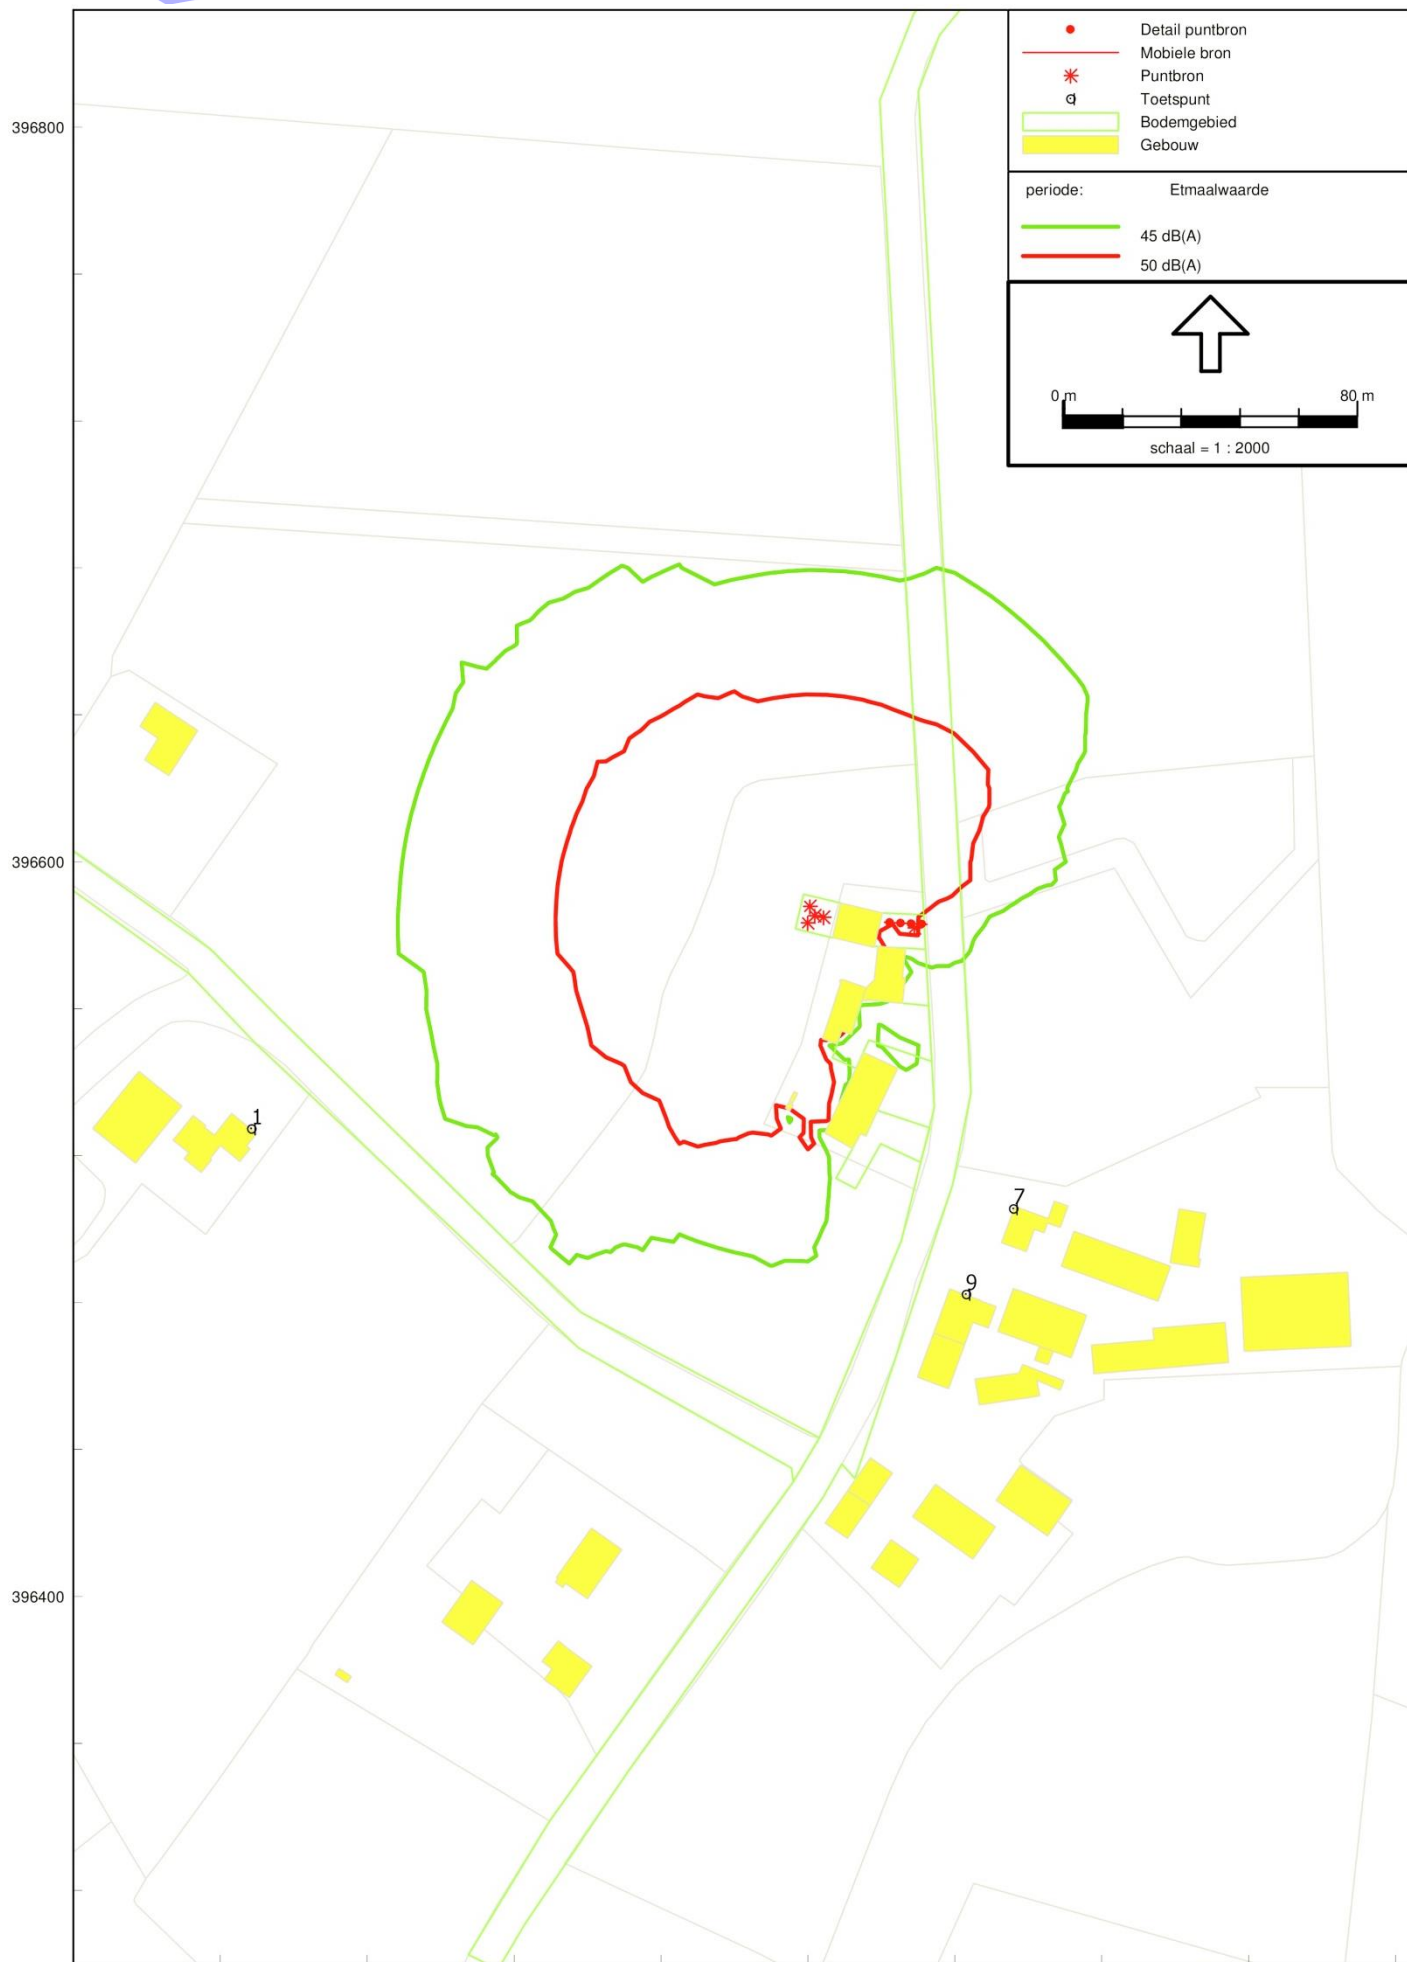 Detail puntbron
Mobiele bron
Puntbron
Toetspunt
Bodemgebied
Gebouw
periode: Etmaalwaarde
45 dB(A)
50 dB(A)
0 m 80 m
schaal = 1 : 2000
396800
396600
1
7
9
396400